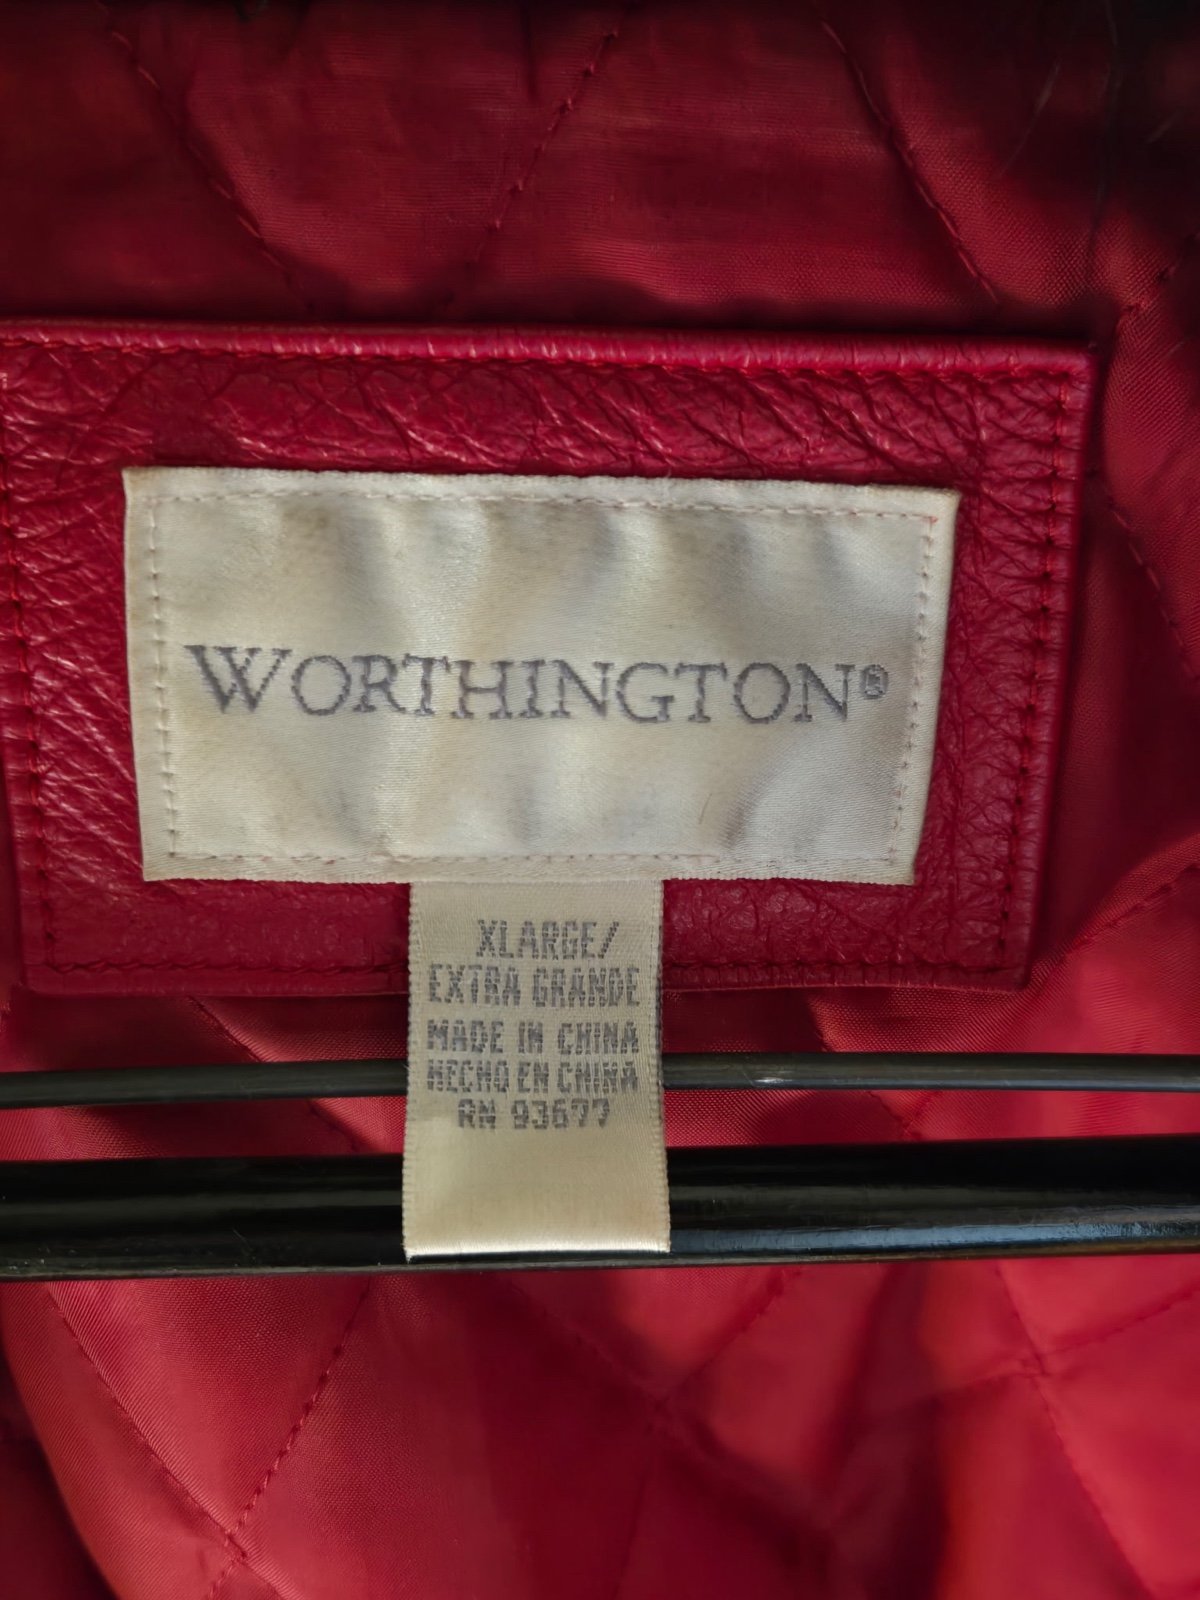 WORTHINGTON®
XLARGE/
EXTRA GRANDE
MADE IN CHINA
HECHO EN CHINA
RN 93677